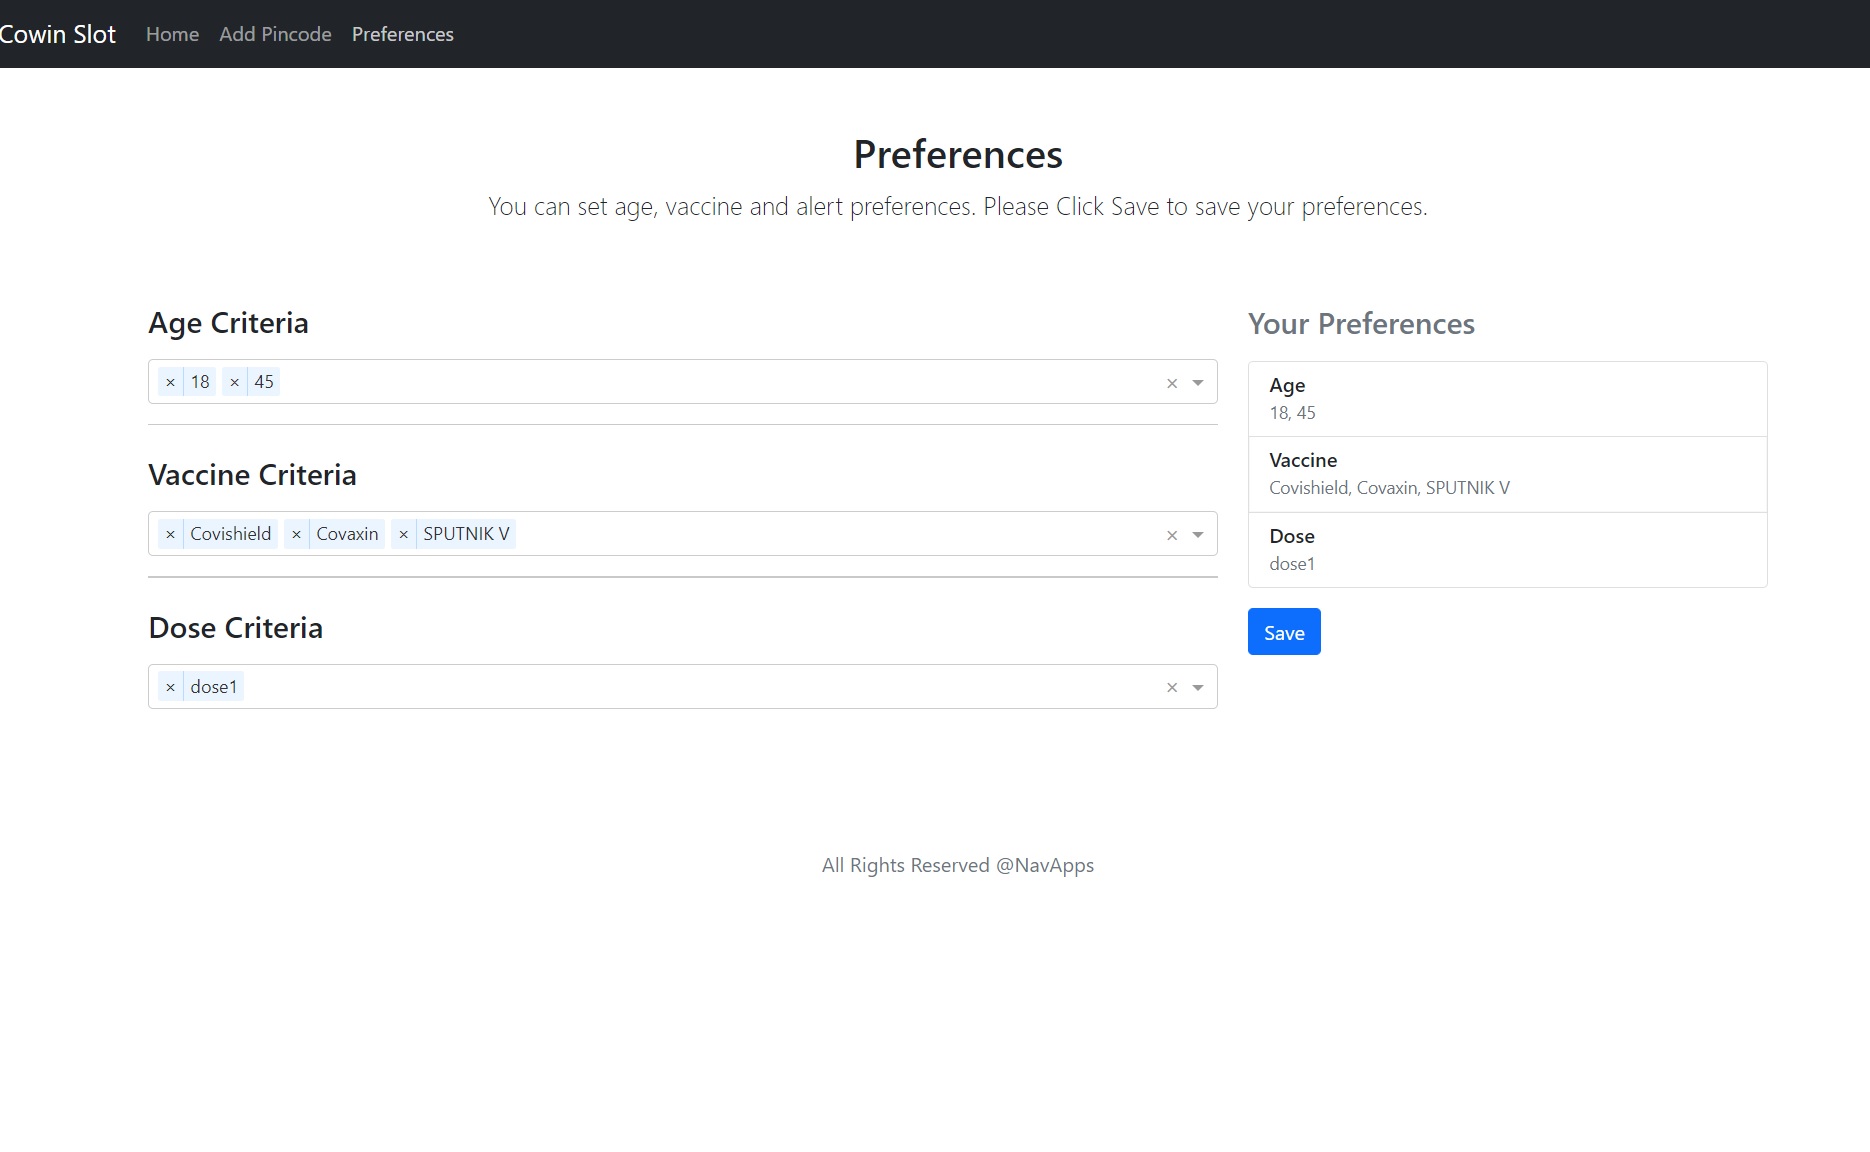 Cowin Slot Home Add Pincode Preferences
Preferences
You can set age, vaccine and alert preferences. Please Click Save to save your preferences.
Age Criteria
× 18 × 45 ×
Vaccine Criteria
× Covishield × Covaxin × SPUTNIK V ×
Dose Criteria
× dose1 ×
Your Preferences
Age
18, 45
Vaccine
Covishield, Covaxin, SPUTNIK V
Dose
dose1
Save
All Rights Reserved @NavApps